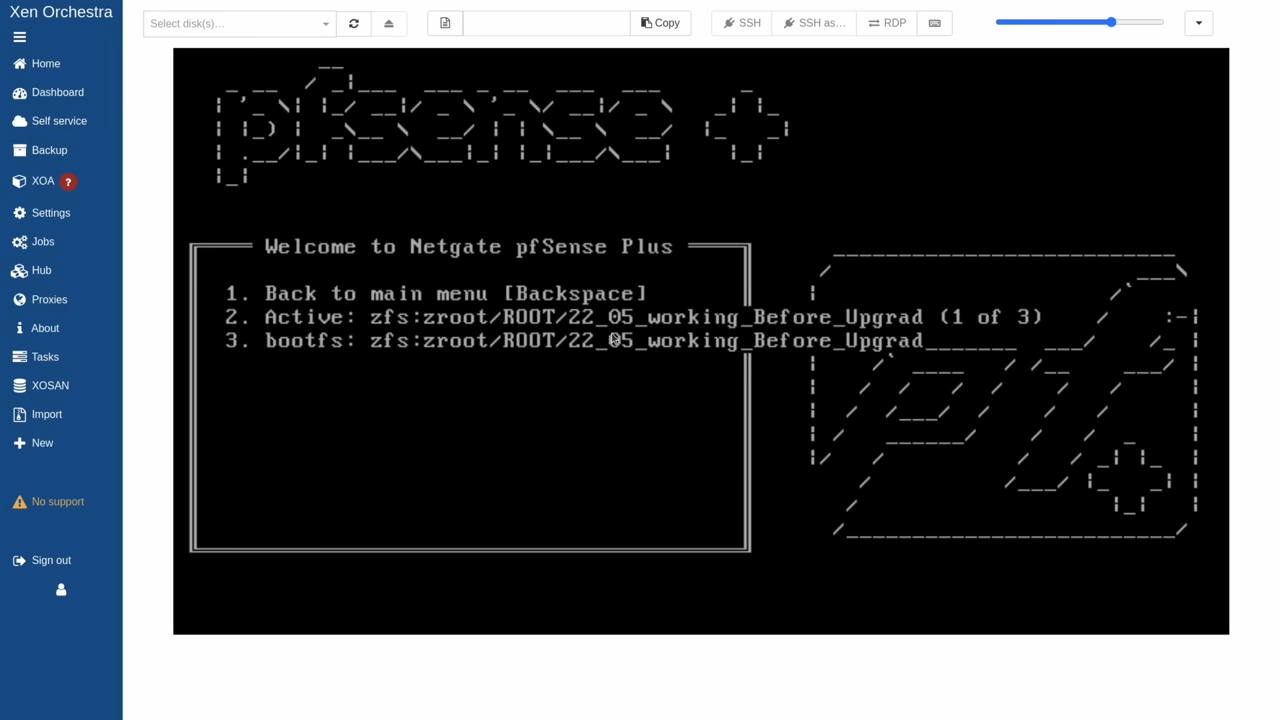 Xen Orchestra
Select disk(s)…
Copy
SSH
SSH as…
RDP
Home
Dashboard
Self service
Backup
XOA ?
Settings
Jobs
Hub
Proxies
About
Tasks
XOSAN
Import
New
No support
Sign out
pfSense +
Welcome to Netgate pfSense Plus
1. Back to main menu [Backspace]
2. Active: zfs:zroot/ROOT/22_05_working_Before_Upgrad (1 of 3)
3. bootfs: zfs:zroot/ROOT/22_05_working_Before_Upgrad